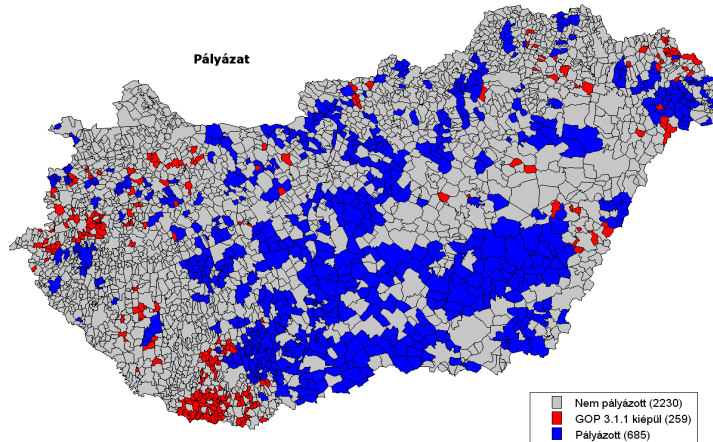 Pályázat
Nem pályázott (2230)
GOP 3.1.1 kiépül (259)
Pályázott (685)